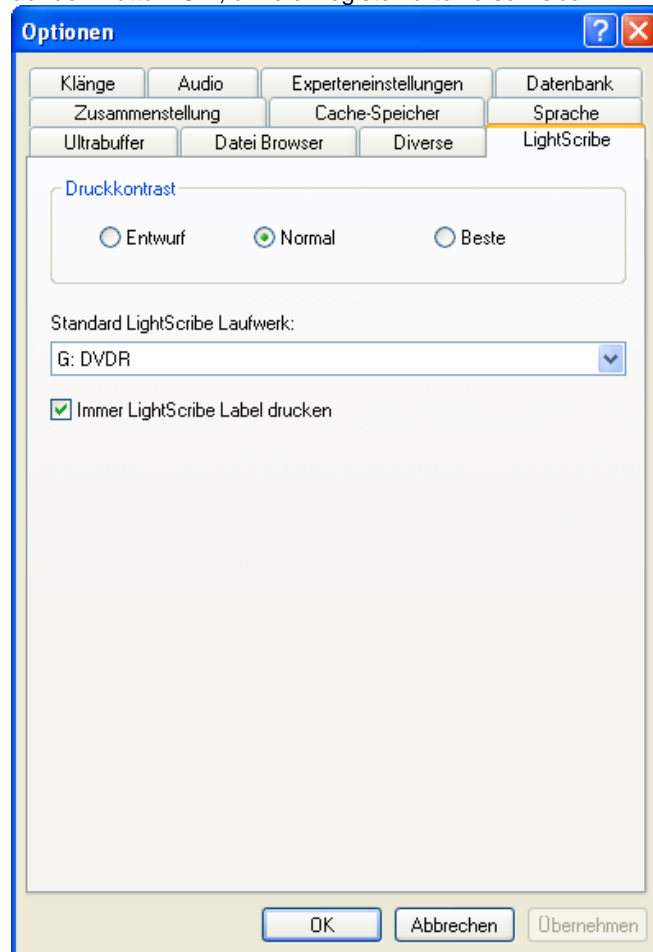 Optionen
Klänge Audio Experteneinstellungen Datenbank
Zusammenstellung Cache-Speicher Sprache
Ultrabuffer Datei Browser Diverse LightScribe
Druckkontrast
Entwurf Normal Beste
Standard LightScribe Laufwerk:
G: DVDR
Immer LightScribe Label drucken
OK Abbrechen Übernehmen